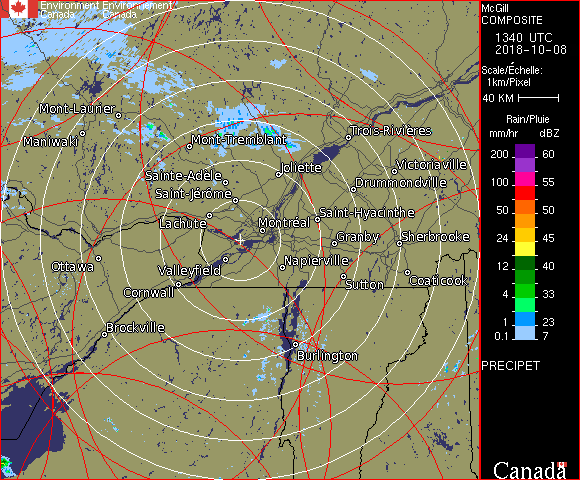 Environment Environnement
Canada Canada
McGill
COMPOSITE
1340 UTC
2018-10-08
Scale/Échelle:
1km/Pixel
40 KM
Rain/Pluie
mm/hr dBZ
200 60
155
100 55
50 50
24 45
12 40
8 33
4 30
1 23
0.1 7
PRECIPET
Canada
Mont-Laurier
Maniwaki
Mont-Tremblant
Trois-Rivières
Joliette
Victoriaville
Sainte-Adèle
Drummondville
Saint-Jérôme
Saint-Hyacinthe
Lachute
Montréal
Granby
Sherbrooke
Ottawa
Valleyfield
Napierville
Sutton
Coaticook
Cornwall
Brockville
Burlington